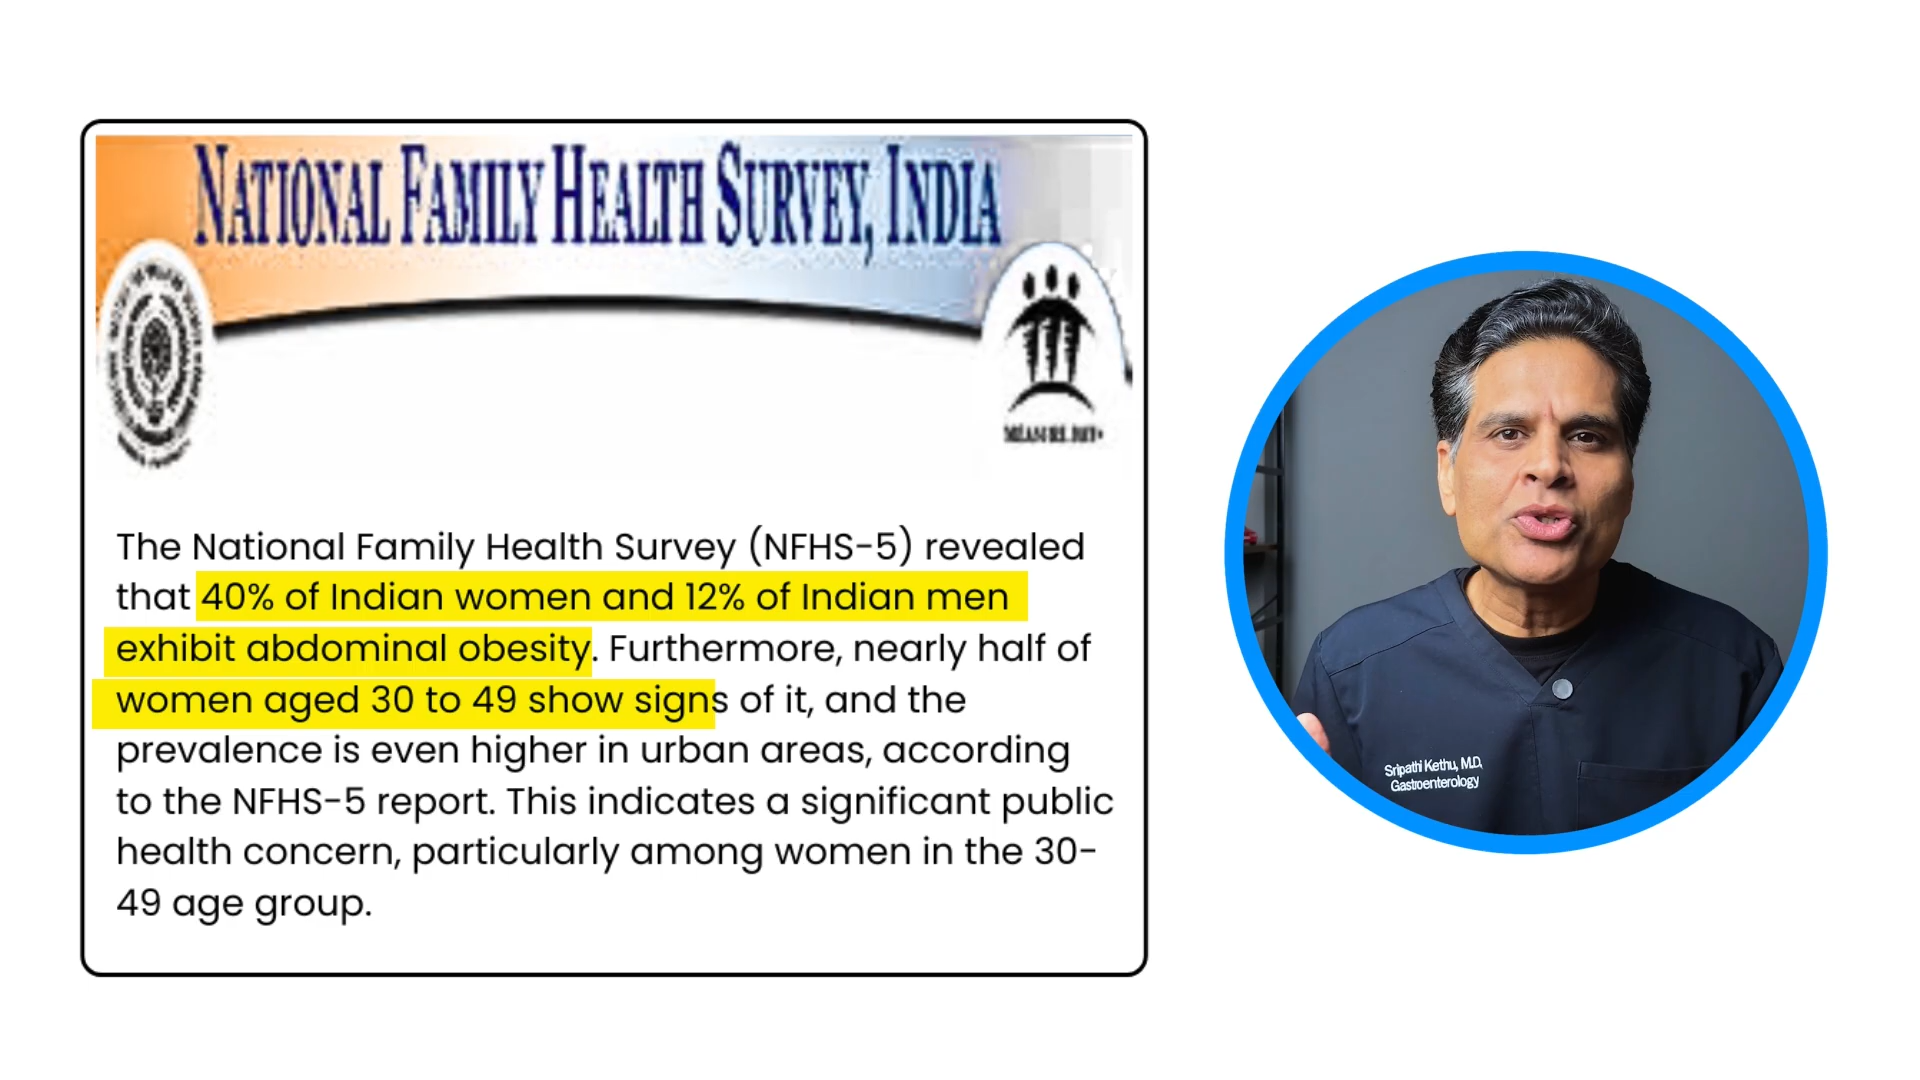 NATIONAL FAMILY HEALTH SURVEY, INDIA
The National Family Health Survey (NFHS-5) revealed
that 40% of Indian women and 12% of Indian men
exhibit abdominal obesity. Furthermore, nearly half of
women aged 30 to 49 show signs of it, and the
prevalence is even higher in urban areas, according
to the NFHS-5 report. This indicates a significant public
health concern, particularly among women in the 30-
49 age group.
Sripathi Kethu, M.D.
Gastroenterology